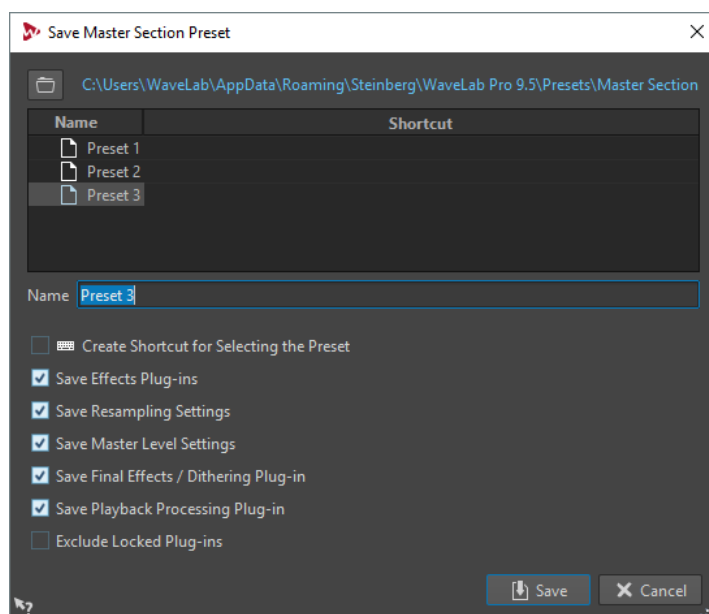 Save Master Section Preset
C:\Users\WaveLab\AppData\Roaming\Steinberg\WaveLab Pro 9.5\Presets\Master Section
Name Shortcut
Preset 1
Preset 2
Preset 3
Name Preset 3
Create Shortcut for Selecting the Preset
Save Effects Plug-ins
Save Resampling Settings
Save Master Level Settings
Save Final Effects / Dithering Plug-in
Save Playback Processing Plug-in
Exclude Locked Plug-ins
Save Cancel
?